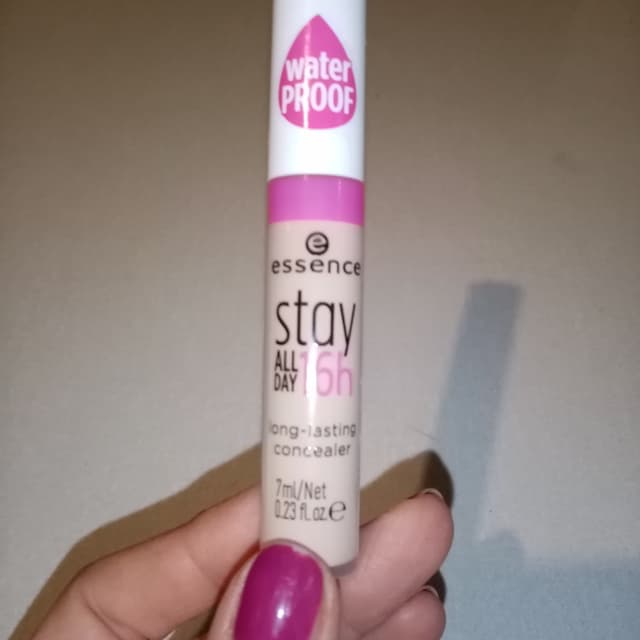 water
PROOF
e
essence
stay
ALL
DAY 16h
long-lasting
concealer
7ml/Net
0.23 fl.oz℮